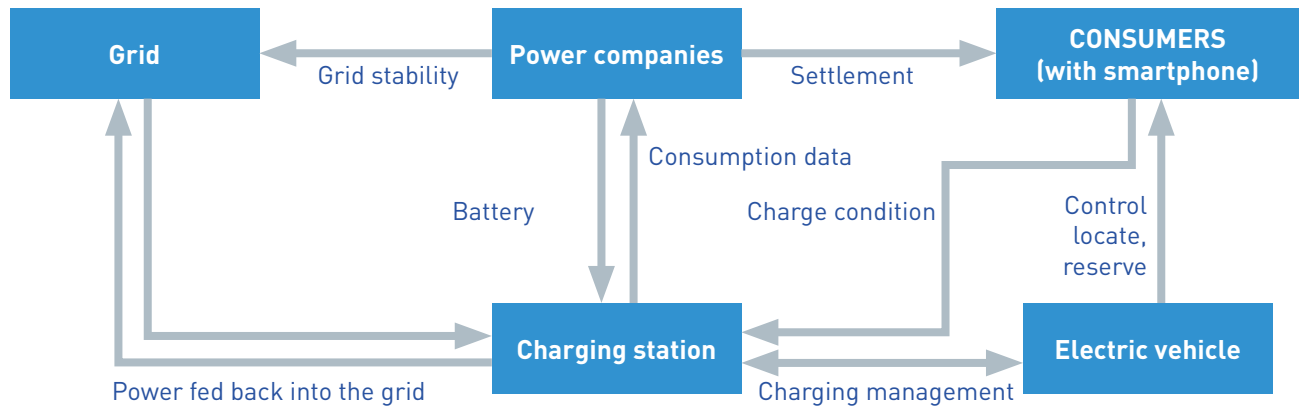 Grid
Power companies
CONSUMERS
(with smartphone)
Grid stability
Settlement
Consumption data
Battery
Charge condition
Control
locate,
reserve
Charging station
Electric vehicle
Power fed back into the grid
Charging management